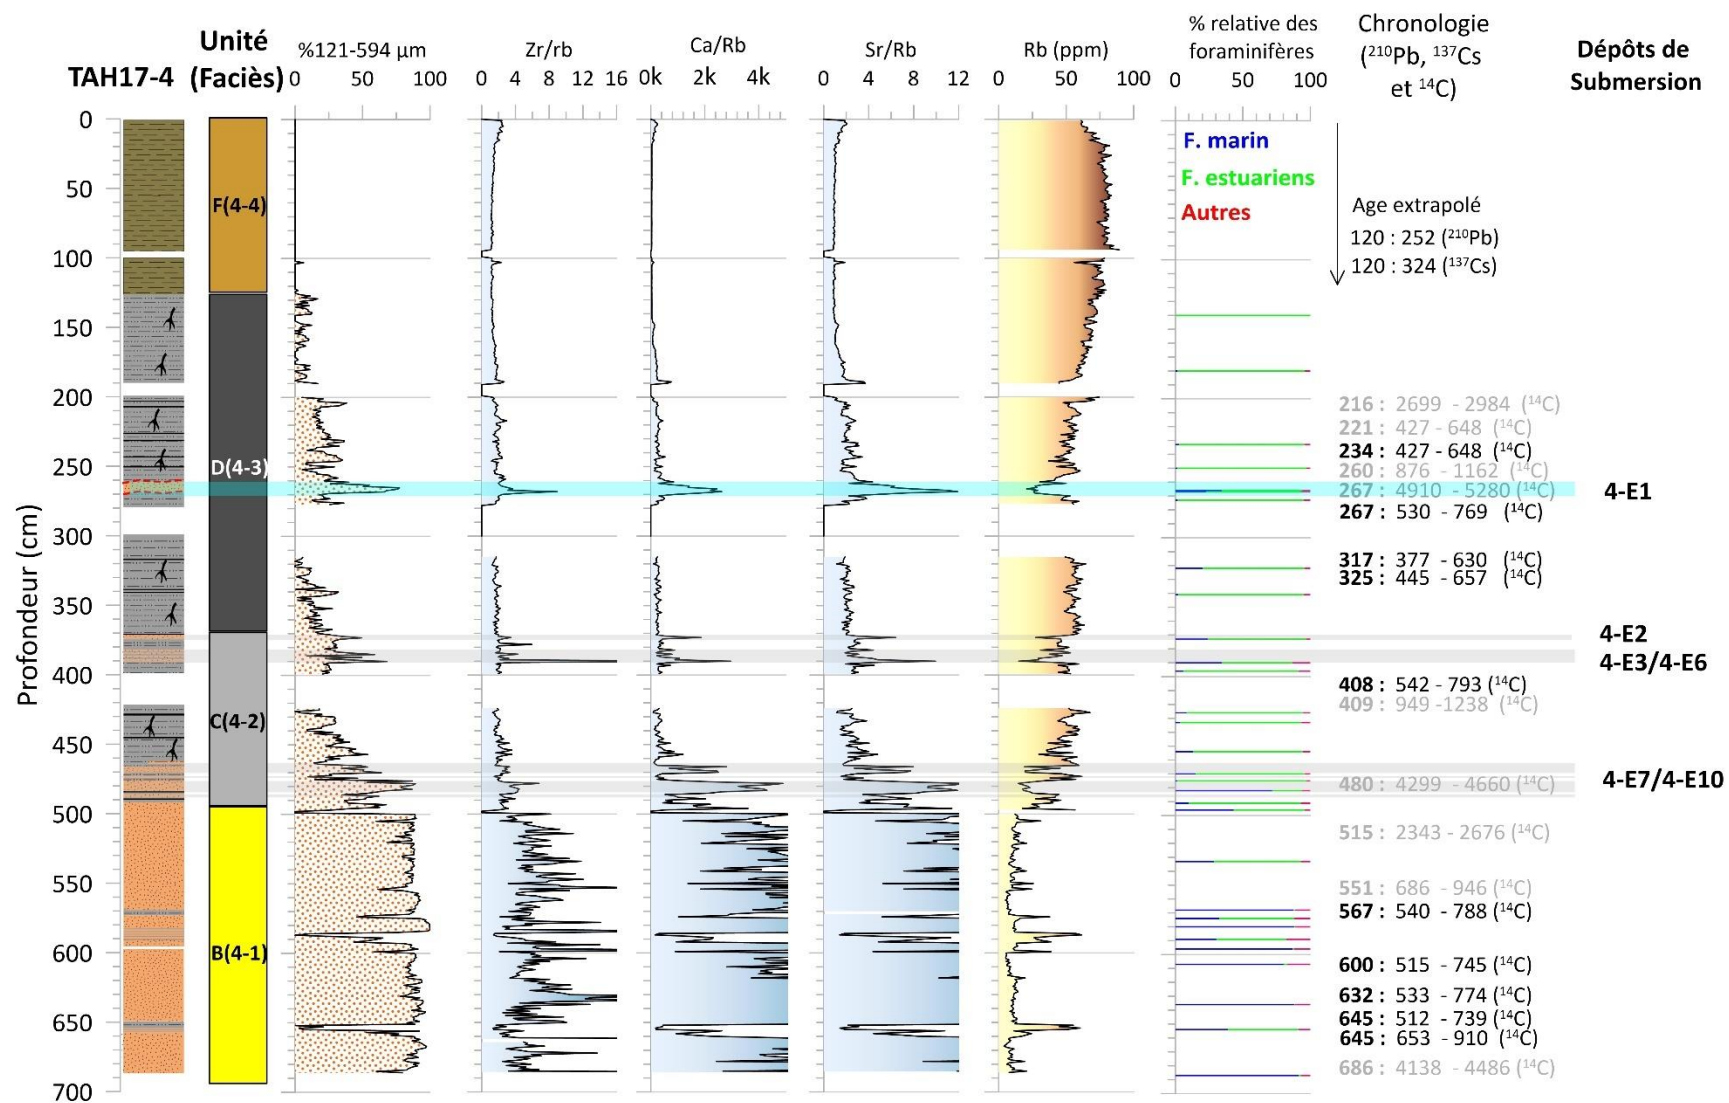 TAH17-4
Unité
(Faciès)
%121-594 µm
0 50 100
Zr/rb
0 4 8 12 16
Ca/Rb
0k 2k 4k
Sr/Rb
0 4 8 12
Rb (ppm)
0 50 100
% relative des
foraminifères
0 50 100
Chronologie
(²¹⁰Pb, ¹³⁷Cs
et ¹⁴C)
Dépôts de
Submersion
Profondeur (cm)
0
50
100
150
200
250
300
350
400
450
500
550
600
650
700
F(4-4)
D(4-3)
C(4-2)
B(4-1)
F. marin
F. estuariens
Autres
Age extrapolé
120 : 252 (²¹⁰Pb)
120 : 324 (¹³⁷Cs)
216 : 2699 - 2984 (¹⁴C)
221 : 427 - 648 (¹⁴C)
234 : 427 - 648 (¹⁴C)
260 : 876 - 1162 (¹⁴C)
267 : 4910 - 5280 (¹⁴C)
267 : 530 - 769 (¹⁴C)
317 : 377 - 630 (¹⁴C)
325 : 445 - 657 (¹⁴C)
408 : 542 - 793 (¹⁴C)
409 : 949 -1238 (¹⁴C)
480 : 4299 - 4660 (¹⁴C)
515 : 2343 - 2676 (¹⁴C)
551 : 686 - 946 (¹⁴C)
567 : 540 - 788 (¹⁴C)
600 : 515 - 745 (¹⁴C)
632 : 533 - 774 (¹⁴C)
645 : 512 - 739 (¹⁴C)
645 : 653 - 910 (¹⁴C)
686 : 4138 - 4486 (¹⁴C)
4-E1
4-E2
4-E3/4-E6
4-E7/4-E10